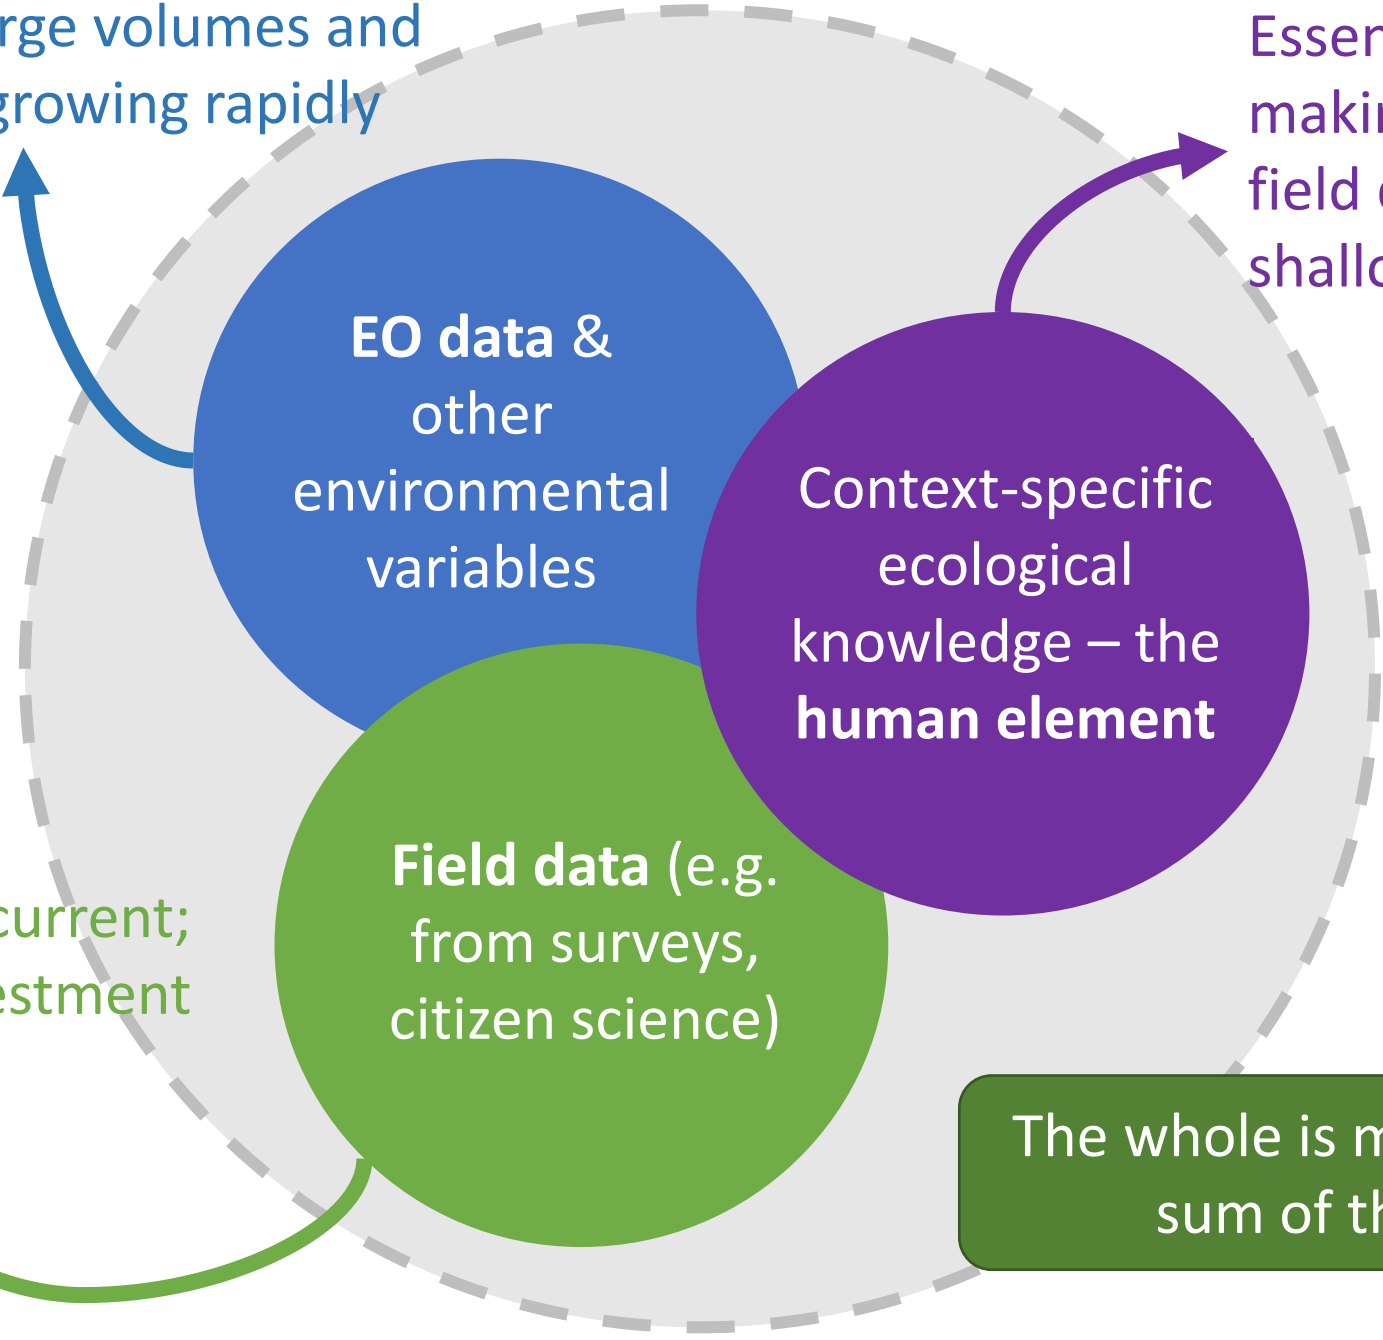 rge volumes and
growing rapidly
Essen
makin
field
shallo
EO data &
other
environmental
variables
Context-specific
ecological
knowledge – the
human element
Field data (e.g.
from surveys,
citizen science)
current;
estment
The whole is m
sum of th